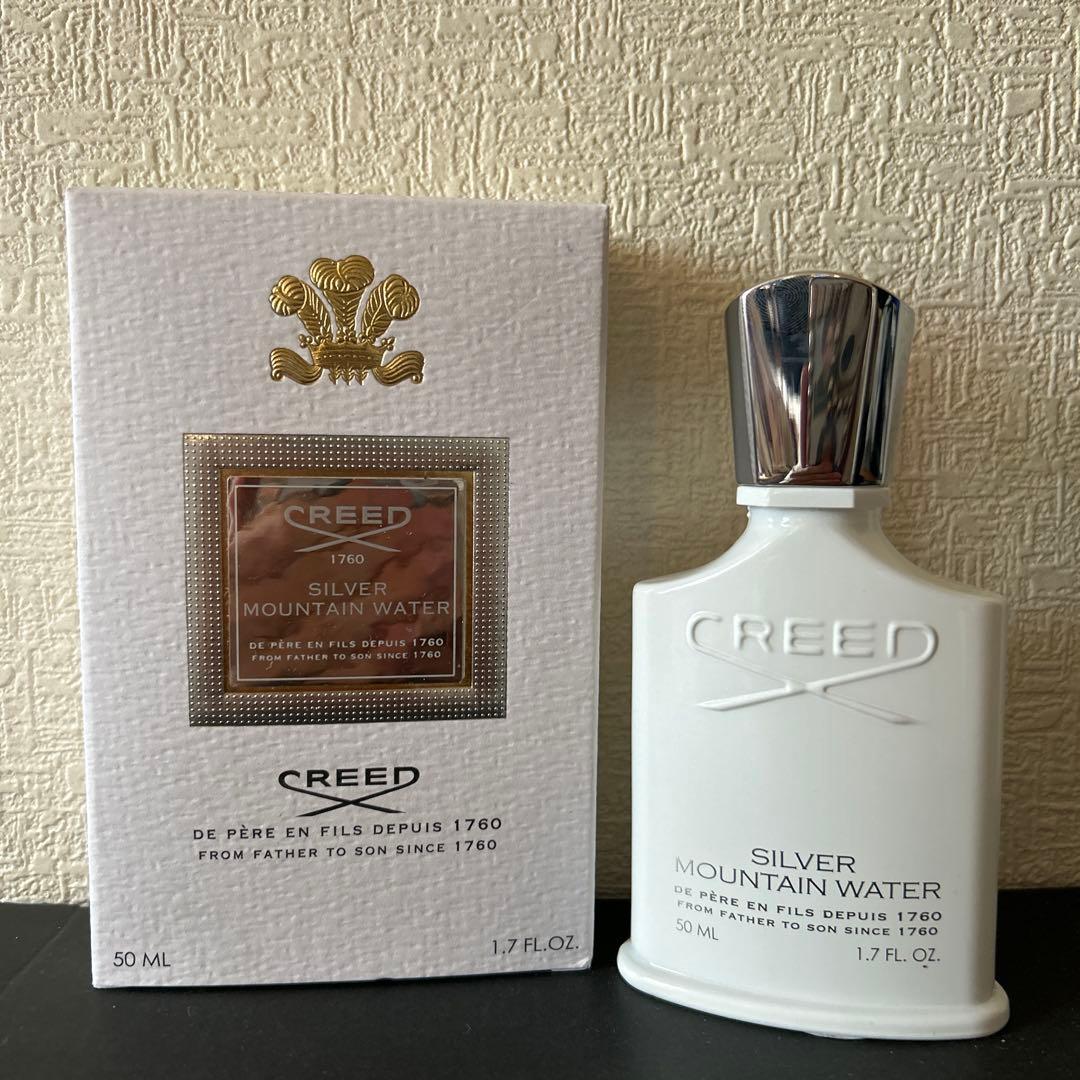 CREED
1760
SILVER
MOUNTAIN WATER
DE PÈRE EN FILS DEPUIS 1760
FROM FATHER TO SON SINCE 1760
CREED
DE PÈRE EN FILS DEPUIS 1760
FROM FATHER TO SON SINCE 1760
50 ML
1.7 FL.OZ.
CREED
SILVER
MOUNTAIN WATER
DE PÈRE EN FILS DEPUIS 1760
FROM FATHER TO SON SINCE 1760
50 ML
1.7 FL. OZ.